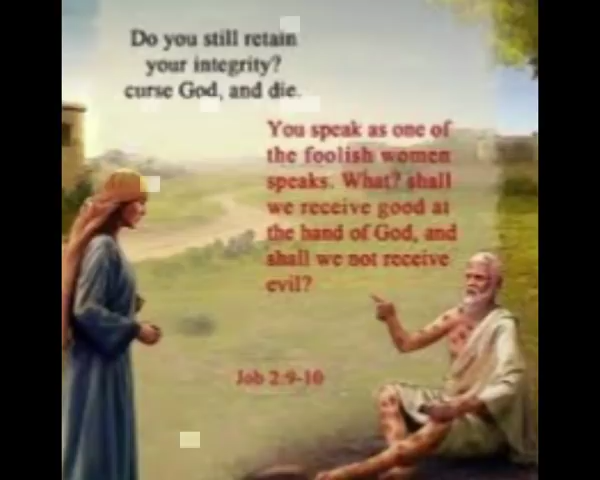 Do you still retain
your integrity?
curse God, and die.
You speak as one of
the foolish women
speaks. What? shall
we receive good at
the hand of God, and
shall we not receive
evil?
Job 2:9-10